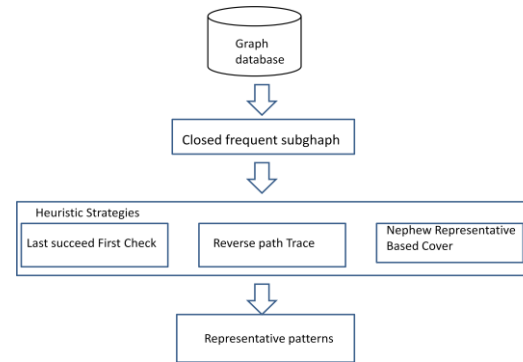 Graph
database
Closed frequent subghaph
Heuristic Strategies
Last succeed First Check
Reverse path Trace
Nephew Representative
Based Cover
Representative patterns